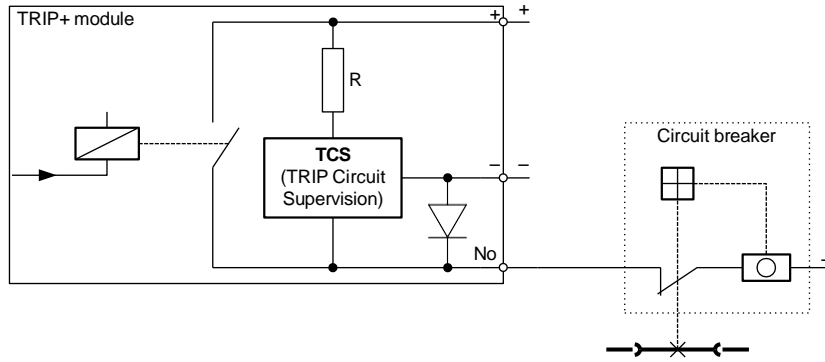 TRIP+ module
+ +
R
Circuit breaker
TCS
(TRIP Circuit
Supervision)
– –
No
–